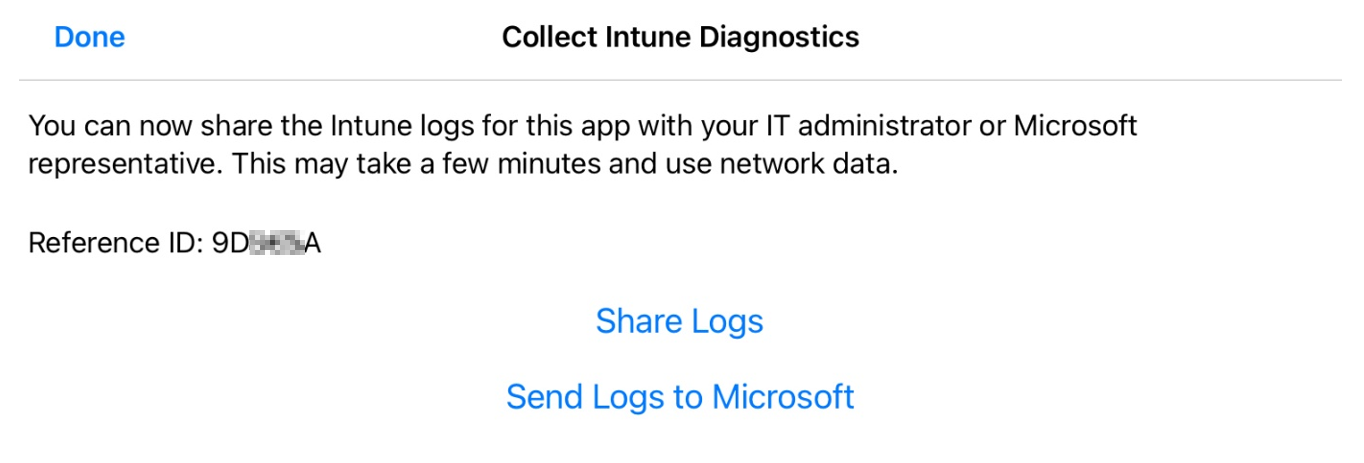 Done
Collect Intune Diagnostics
You can now share the Intune logs for this app with your IT administrator or Microsoft
representative. This may take a few minutes and use network data.
Reference ID:
Share Logs
Send Logs to Microsoft